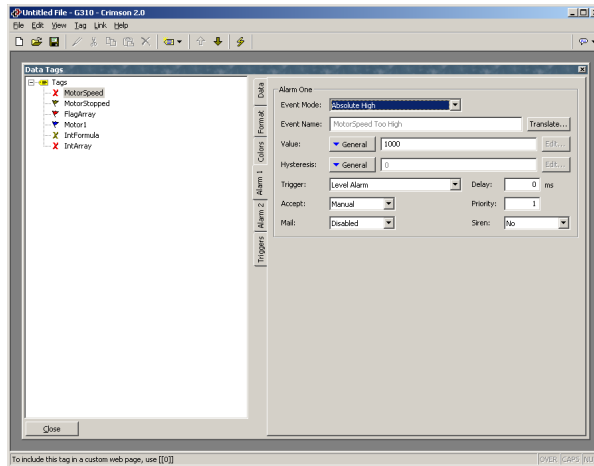 Untitled File - G310 - Crimson 2.0
File Edit View Tag Link Help
Data Tags
Tags
MotorSpeed
MotorStopped
FlagArray
Motor1
IntFormula
IntArray
Data
Format
Colors
Alarm 1
Alarm 2
Triggers
Alarm One
Event Mode: Absolute High
Event Name: MotorSpeed Too High Translate...
Value: General 1000 Edit...
Hysteresis: General 0 Edit...
Trigger: Level Alarm Delay: 0 ms
Accept: Manual Priority: 1
Mail: Disabled Siren: No
Close
To include this tag in a custom web page, use [[0]] OVER CAPS NU